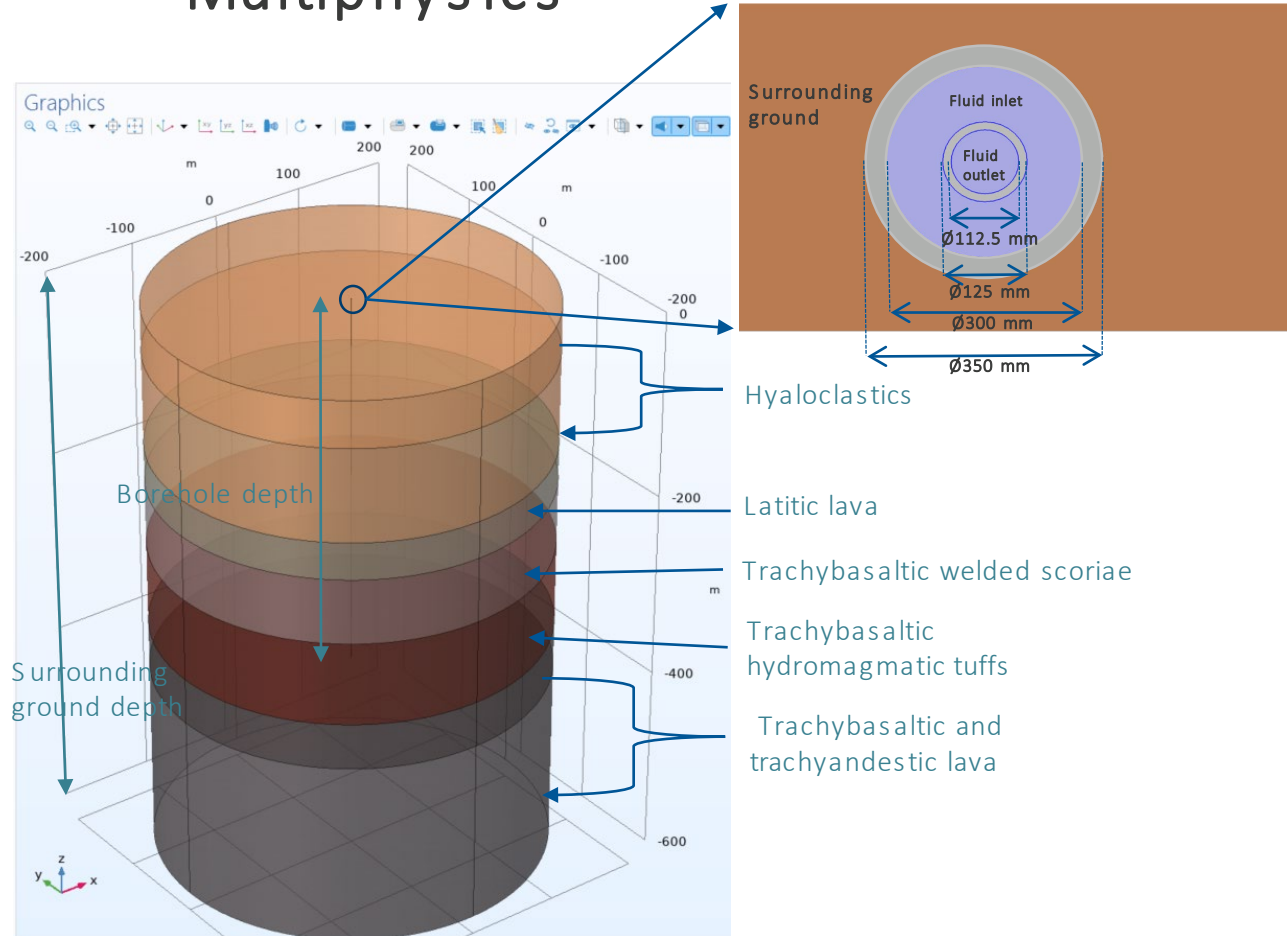 Multiphysics
Graphics
m
200
200
100
100
m
0
0
-100
-100
-200
-200
0
-200
m
-400
-600
Borehole depth
Surrounding
ground depth
z
y
x
Surrounding
ground
Fluid inlet
Fluid
outlet
Ø112.5 mm
Ø125 mm
Ø300 mm
Ø350 mm
Hyaloclastics
Latitic lava
Trachybasaltic welded scoriae
Trachybasaltic
hydromagmatic tuffs
Trachybasaltic and
trachyandestic lava